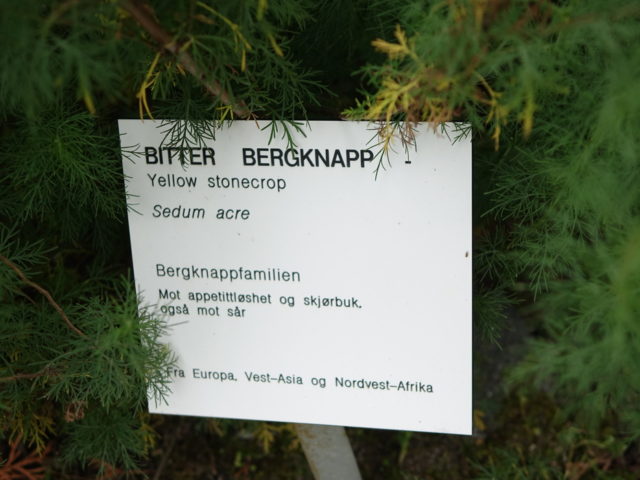 BITTER BERGKNAPP -
Yellow stonecrop
Sedum acre
Bergknappfamilien
Mot appetittløshet og skjørbuk.
også mot sår
Fra Europa. Vest-Asia og Nordvest-Afrika